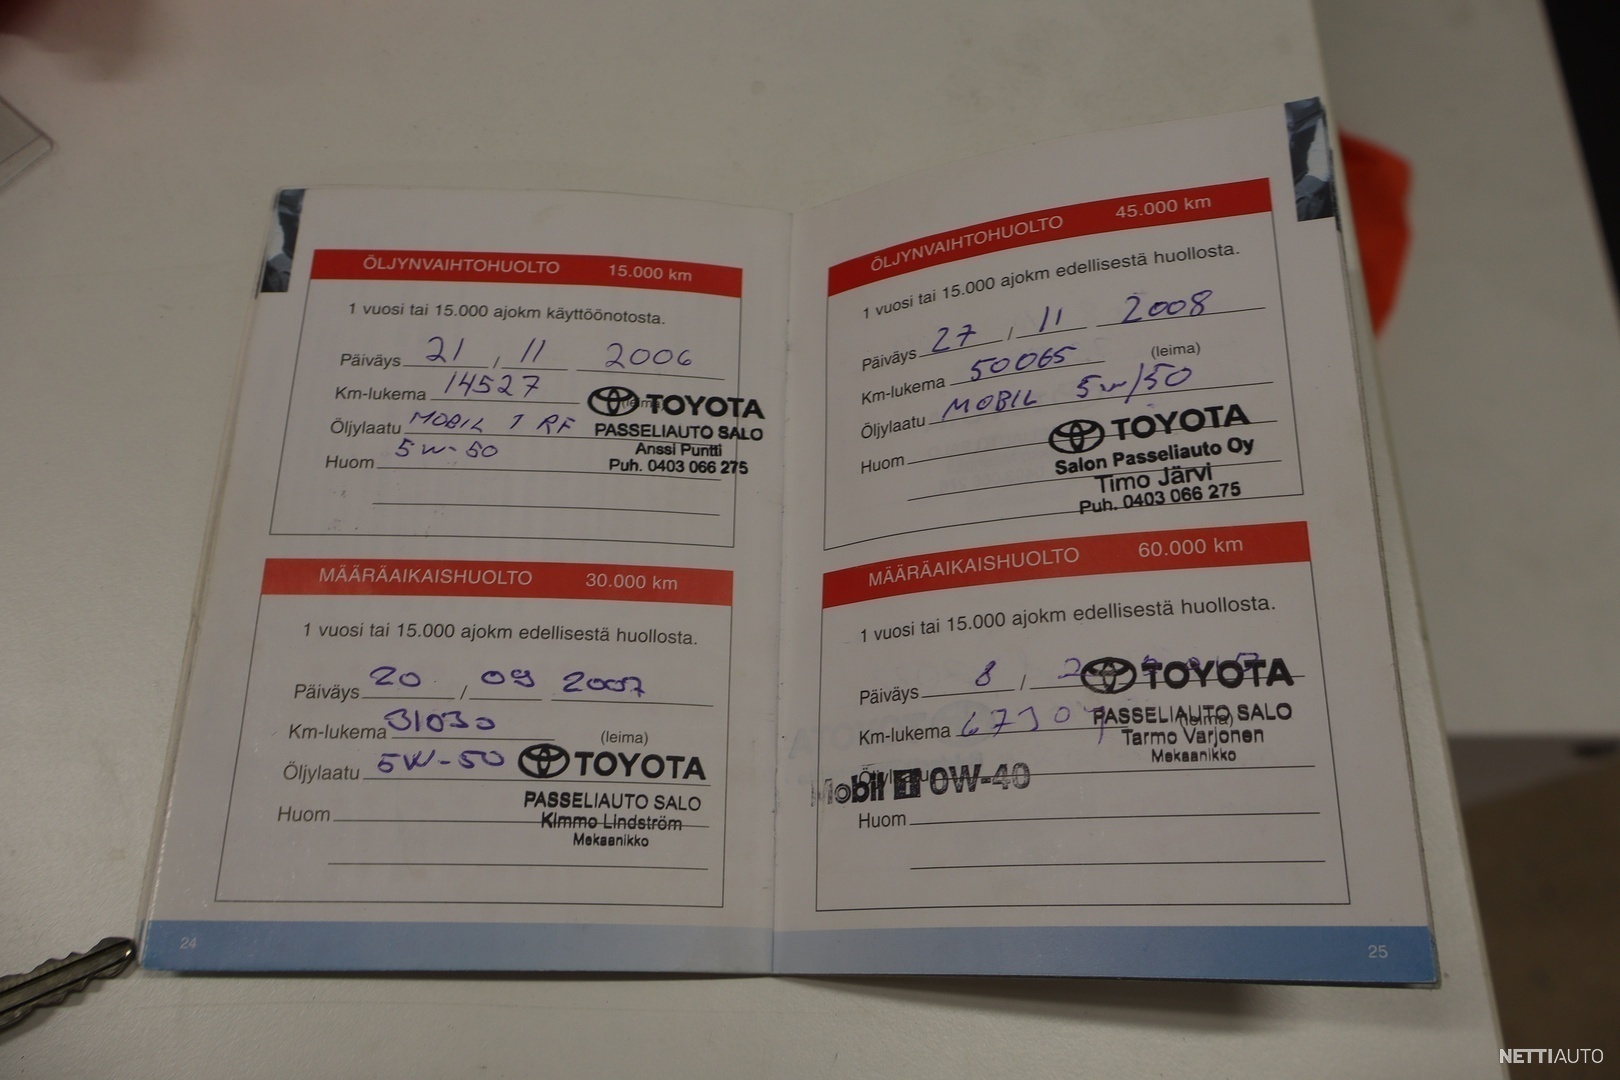 ÖLJYNVAIHTOHUOLTO 15.000 km
1 vuosi tai 15.000 ajokm käyttöönotosta.
Päiväys 21 / 11 2006
Km-lukema 14527
(leima)
TOYOTA
Öljylaatu MOBIL 1 RF
PASSELIAUTO SALO
5W-50
Anssi Puntti
Huom
Puh. 0403 066 275
MÄÄRÄAIKAISHUOLTO 30.000 km
1 vuosi tai 15.000 ajokm edellisestä huollosta.
Päiväys 20 / 09 2007
Km-lukema 31030
(leima)
Öljylaatu 5W-50
TOYOTA
PASSELIAUTO SALO
Huom
Kimmo Lindström
Mekaanikko
24
ÖLJYNVAIHTOHUOLTO 45.000 km
1 vuosi tai 15.000 ajokm edellisestä huollosta.
Päiväys 27 / 11 2008
Km-lukema 50065
(leima)
Öljylaatu MOBIL 5W/50
TOYOTA
Huom
Salon Passeliauto Oy
Timo Järvi
Puh. 0403 066 275
MÄÄRÄAIKAISHUOLTO 60.000 km
1 vuosi tai 15.000 ajokm edellisestä huollosta.
Päiväys 8 / 2
TOYOTA
Km-lukema
PASSELIAUTO SALO
(leima)
Tarmo Varjonen
Mekaanikko
Öljylaatu
Mobil 1 0W-40
Huom
25
NETTIAUTO